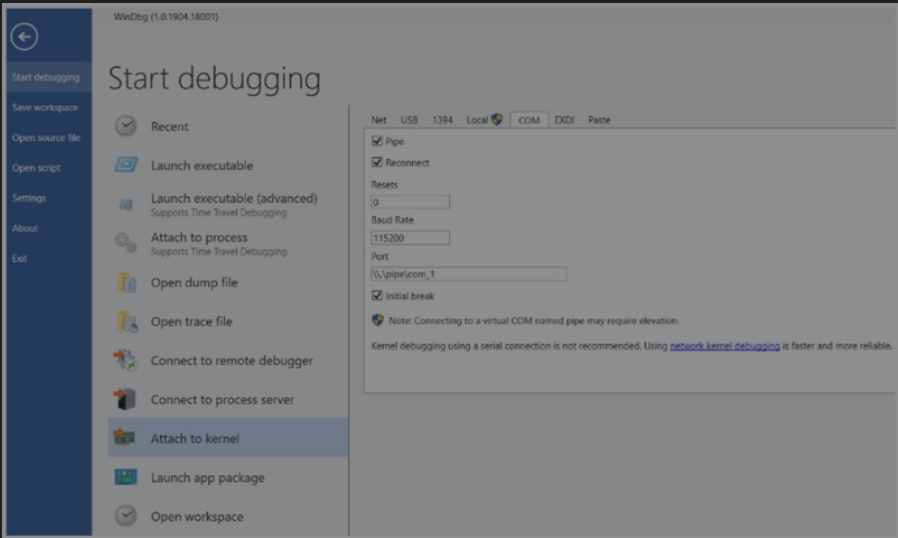 WinDbg (1.0.1904.18001)
Start debugging
Save workspace
Open source file
Open script
Settings
About
Exit
Start debugging
Recent
Launch executable
Launch executable (advanced)
Supports Time Travel Debugging
Attach to process
Supports Time Travel Debugging
Open dump file
Open trace file
Connect to remote debugger
Connect to process server
Attach to kernel
Launch app package
Open workspace
Net USB 1394 Local COM EXDI Paste
Pipe
Reconnect
Resets
0
Baud Rate
115200
Port
\\.\pipe\com_1
Initial break
Note: Connecting to a virtual COM named pipe may require elevation.
Kernel debugging using a serial connection is not recommended. Using network kernel debugging is faster and more reliable.